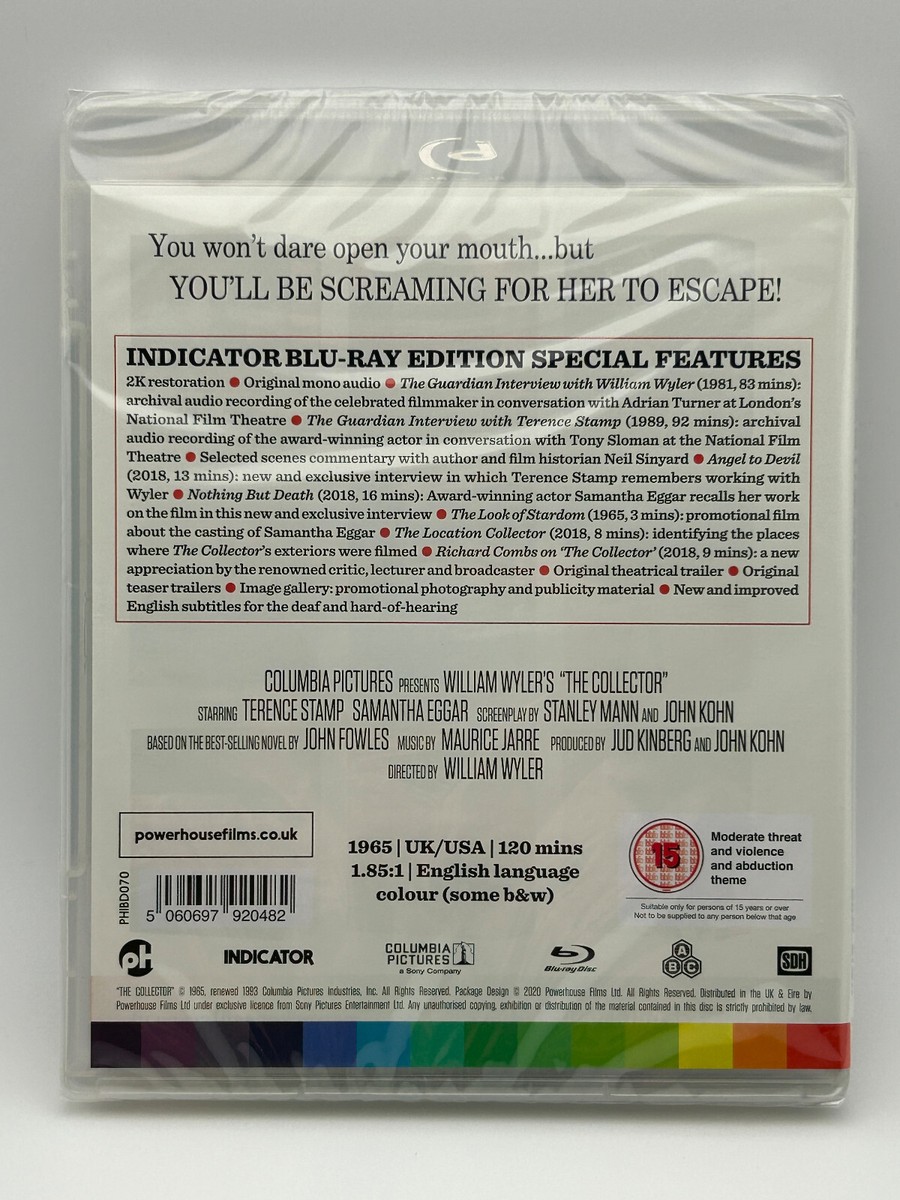 You won't dare open your mouth...but
YOU'LL BE SCREAMING FOR HER TO ESCAPE!
INDICATOR BLU-RAY EDITION SPECIAL FEATURES
2K restoration ● Original mono audio ● The Guardian Interview with William Wyler (1981, 83 mins):
archival audio recording of the celebrated filmmaker in conversation with Adrian Turner at London's
National Film Theatre ● The Guardian Interview with Terence Stamp (1989, 92 mins): archival
audio recording of the award-winning actor in conversation with Tony Sloman at the National Film
Theatre ● Selected scenes commentary with author and film historian Neil Sinyard ● Angel to Devil
(2018, 13 mins): new and exclusive interview in which Terence Stamp remembers working with
Wyler ● Nothing But Death (2018, 16 mins): Award-winning actor Samantha Eggar recalls her work
on the film in this new and exclusive interview ● The Look of Stardom (1965, 3 mins): promotional film
about the casting of Samantha Eggar ● The Location Collector (2018, 8 mins): identifying the places
where The Collector's exteriors were filmed ● Richard Combs on 'The Collector' (2018, 9 mins): a new
appreciation by the renowned critic, lecturer and broadcaster ● Original theatrical trailer ● Original
teaser trailers ● Image gallery: promotional photography and publicity material ● New and improved
English subtitles for the deaf and hard-of-hearing
COLUMBIA PICTURES PRESENTS WILLIAM WYLER'S "THE COLLECTOR"
STARRING TERENCE STAMP SAMANTHA EGGAR SCREENPLAY BY STANLEY MANN AND JOHN KOHN
BASED ON THE BEST-SELLING NOVEL BY JOHN FOWLES MUSIC BY MAURICE JARRE PRODUCED BY JUD KINBERG AND JOHN KOHN
DIRECTED BY WILLIAM WYLER
powerhousefilms.co.uk
PHIBD070
5 060697 920482
1965 | UK/USA | 120 mins
1.85:1 | English language
colour (some b&w)
15
Moderate threat
and violence
and abduction
theme
Suitable only for persons of 15 years or over
Not to be supplied to any person below that age
pH
INDICATOR
COLUMBIA
PICTURES
a Sony Company
Blu-ray Disc
A
B C
SDH
"THE COLLECTOR" © 1965, renewed 1993 Columbia Pictures Industries, Inc. All Rights Reserved. Package Design © 2020 Powerhouse Films Ltd. All Rights Reserved. Distributed in the UK & Eire by
Powerhouse Films Ltd under exclusive licence from Sony Pictures Entertainment Ltd. Any unauthorised copying, exhibition or distribution of the material contained in this disc is strictly prohibited by law.